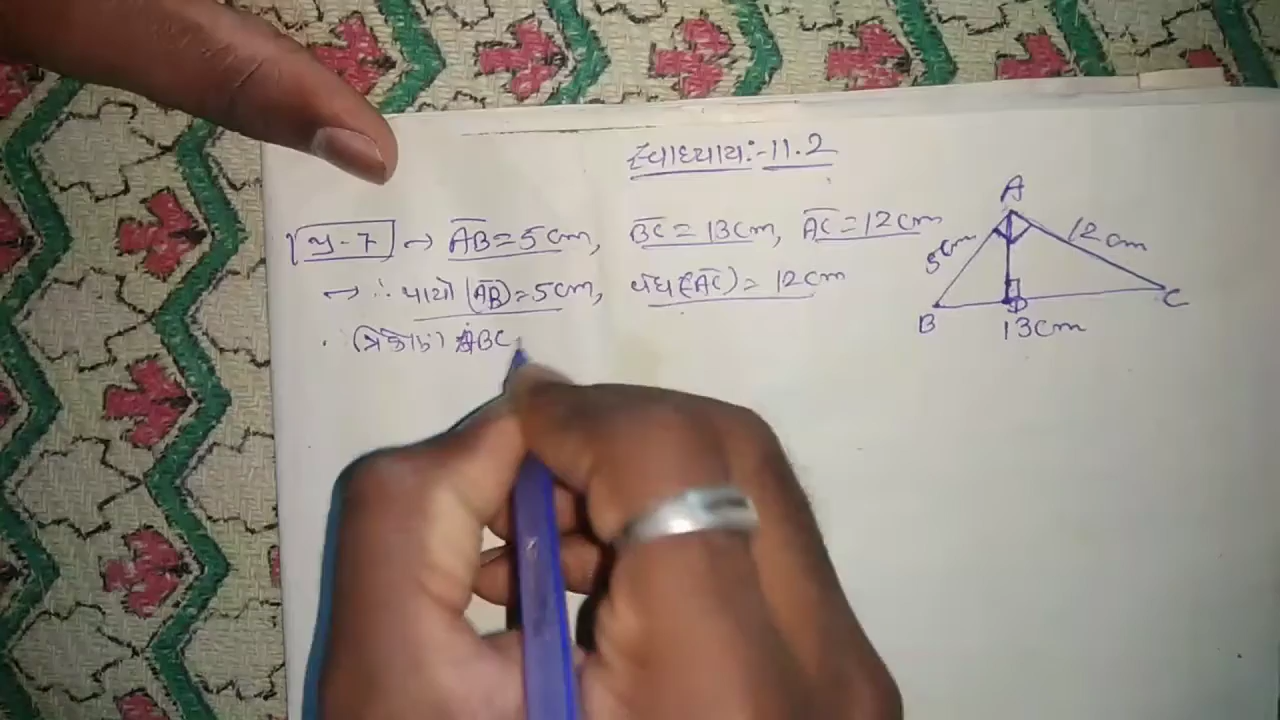 સ્વાધ્યાય:-11.2
પ્ર-7 → AB = 5cm, BC = 13cm, AC = 12cm
→ ∴ પાયો (AB) = 5cm, વેધ (AC) = 12cm
∴ ત્રિકોણ ABC
A
5cm
12cm
B
C
D
13cm